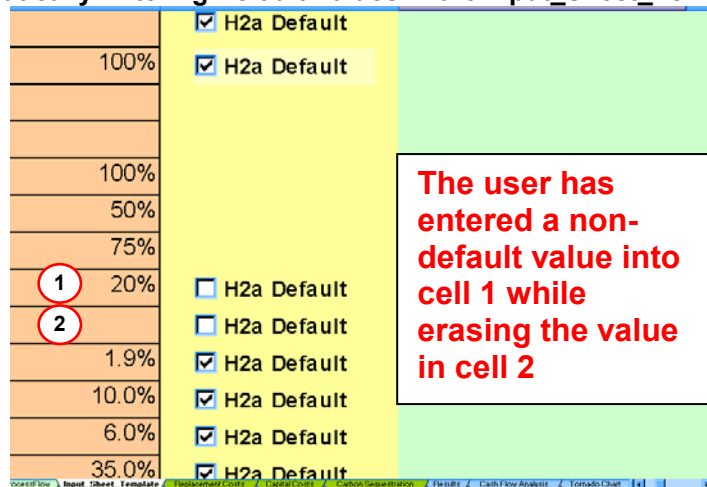 H2a Default
100% H2a Default
100%
50%
75%
1 20% H2a Default
2 H2a Default
1.9% H2a Default
10.0% H2a Default
6.0% H2a Default
35.0% H2a Default
The user has
entered a non-
default value into
cell 1 while
erasing the value
in cell 2
Input_Sheet_Template Replacement Costs Capital Costs Carbon Sequestration Results Cash Flow Analysis Tornado Chart